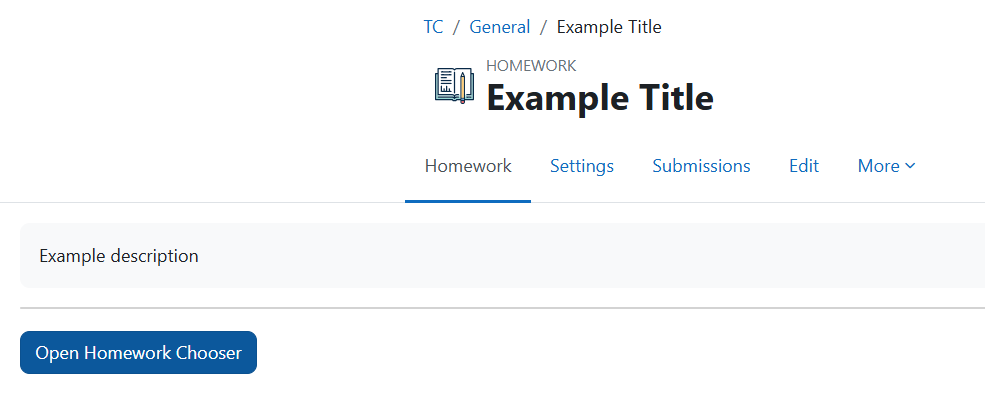 TC / General / Example Title
HOMEWORK
Example Title
Homework Settings Submissions Edit More
Example description
Open Homework Chooser